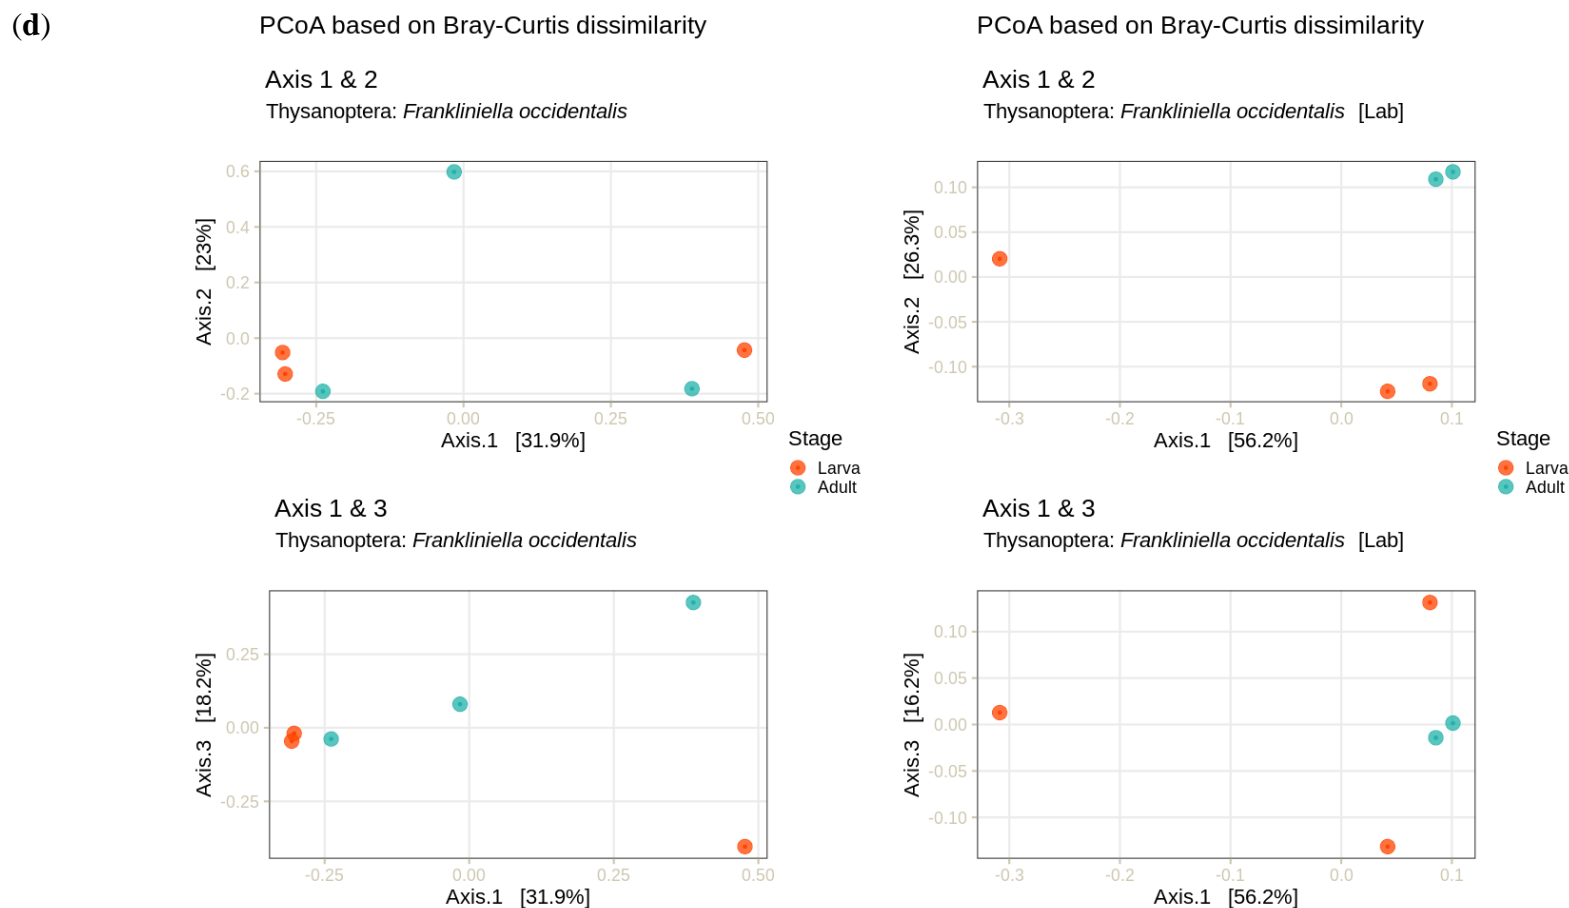 (d)
PCoA based on Bray-Curtis dissimilarity
Axis 1 & 2
Thysanoptera: Frankliniella occidentalis
0.6
0.4
0.2
0.0
-0.2
Axis.2 [23%]
-0.25 0.00 0.25 0.50
Axis.1 [31.9%]
Stage
Larva
Adult
Axis 1 & 3
Thysanoptera: Frankliniella occidentalis
0.25
0.00
-0.25
Axis.3 [18.2%]
-0.25 0.00 0.25 0.50
Axis.1 [31.9%]
PCoA based on Bray-Curtis dissimilarity
Axis 1 & 2
Thysanoptera: Frankliniella occidentalis [Lab]
0.10
0.05
0.00
-0.05
-0.10
Axis.2 [26.3%]
-0.3 -0.2 -0.1 0.0 0.1
Axis.1 [56.2%]
Stage
Larva
Adult
Axis 1 & 3
Thysanoptera: Frankliniella occidentalis [Lab]
0.10
0.05
0.00
-0.05
-0.10
Axis.3 [16.2%]
-0.3 -0.2 -0.1 0.0 0.1
Axis.1 [56.2%]